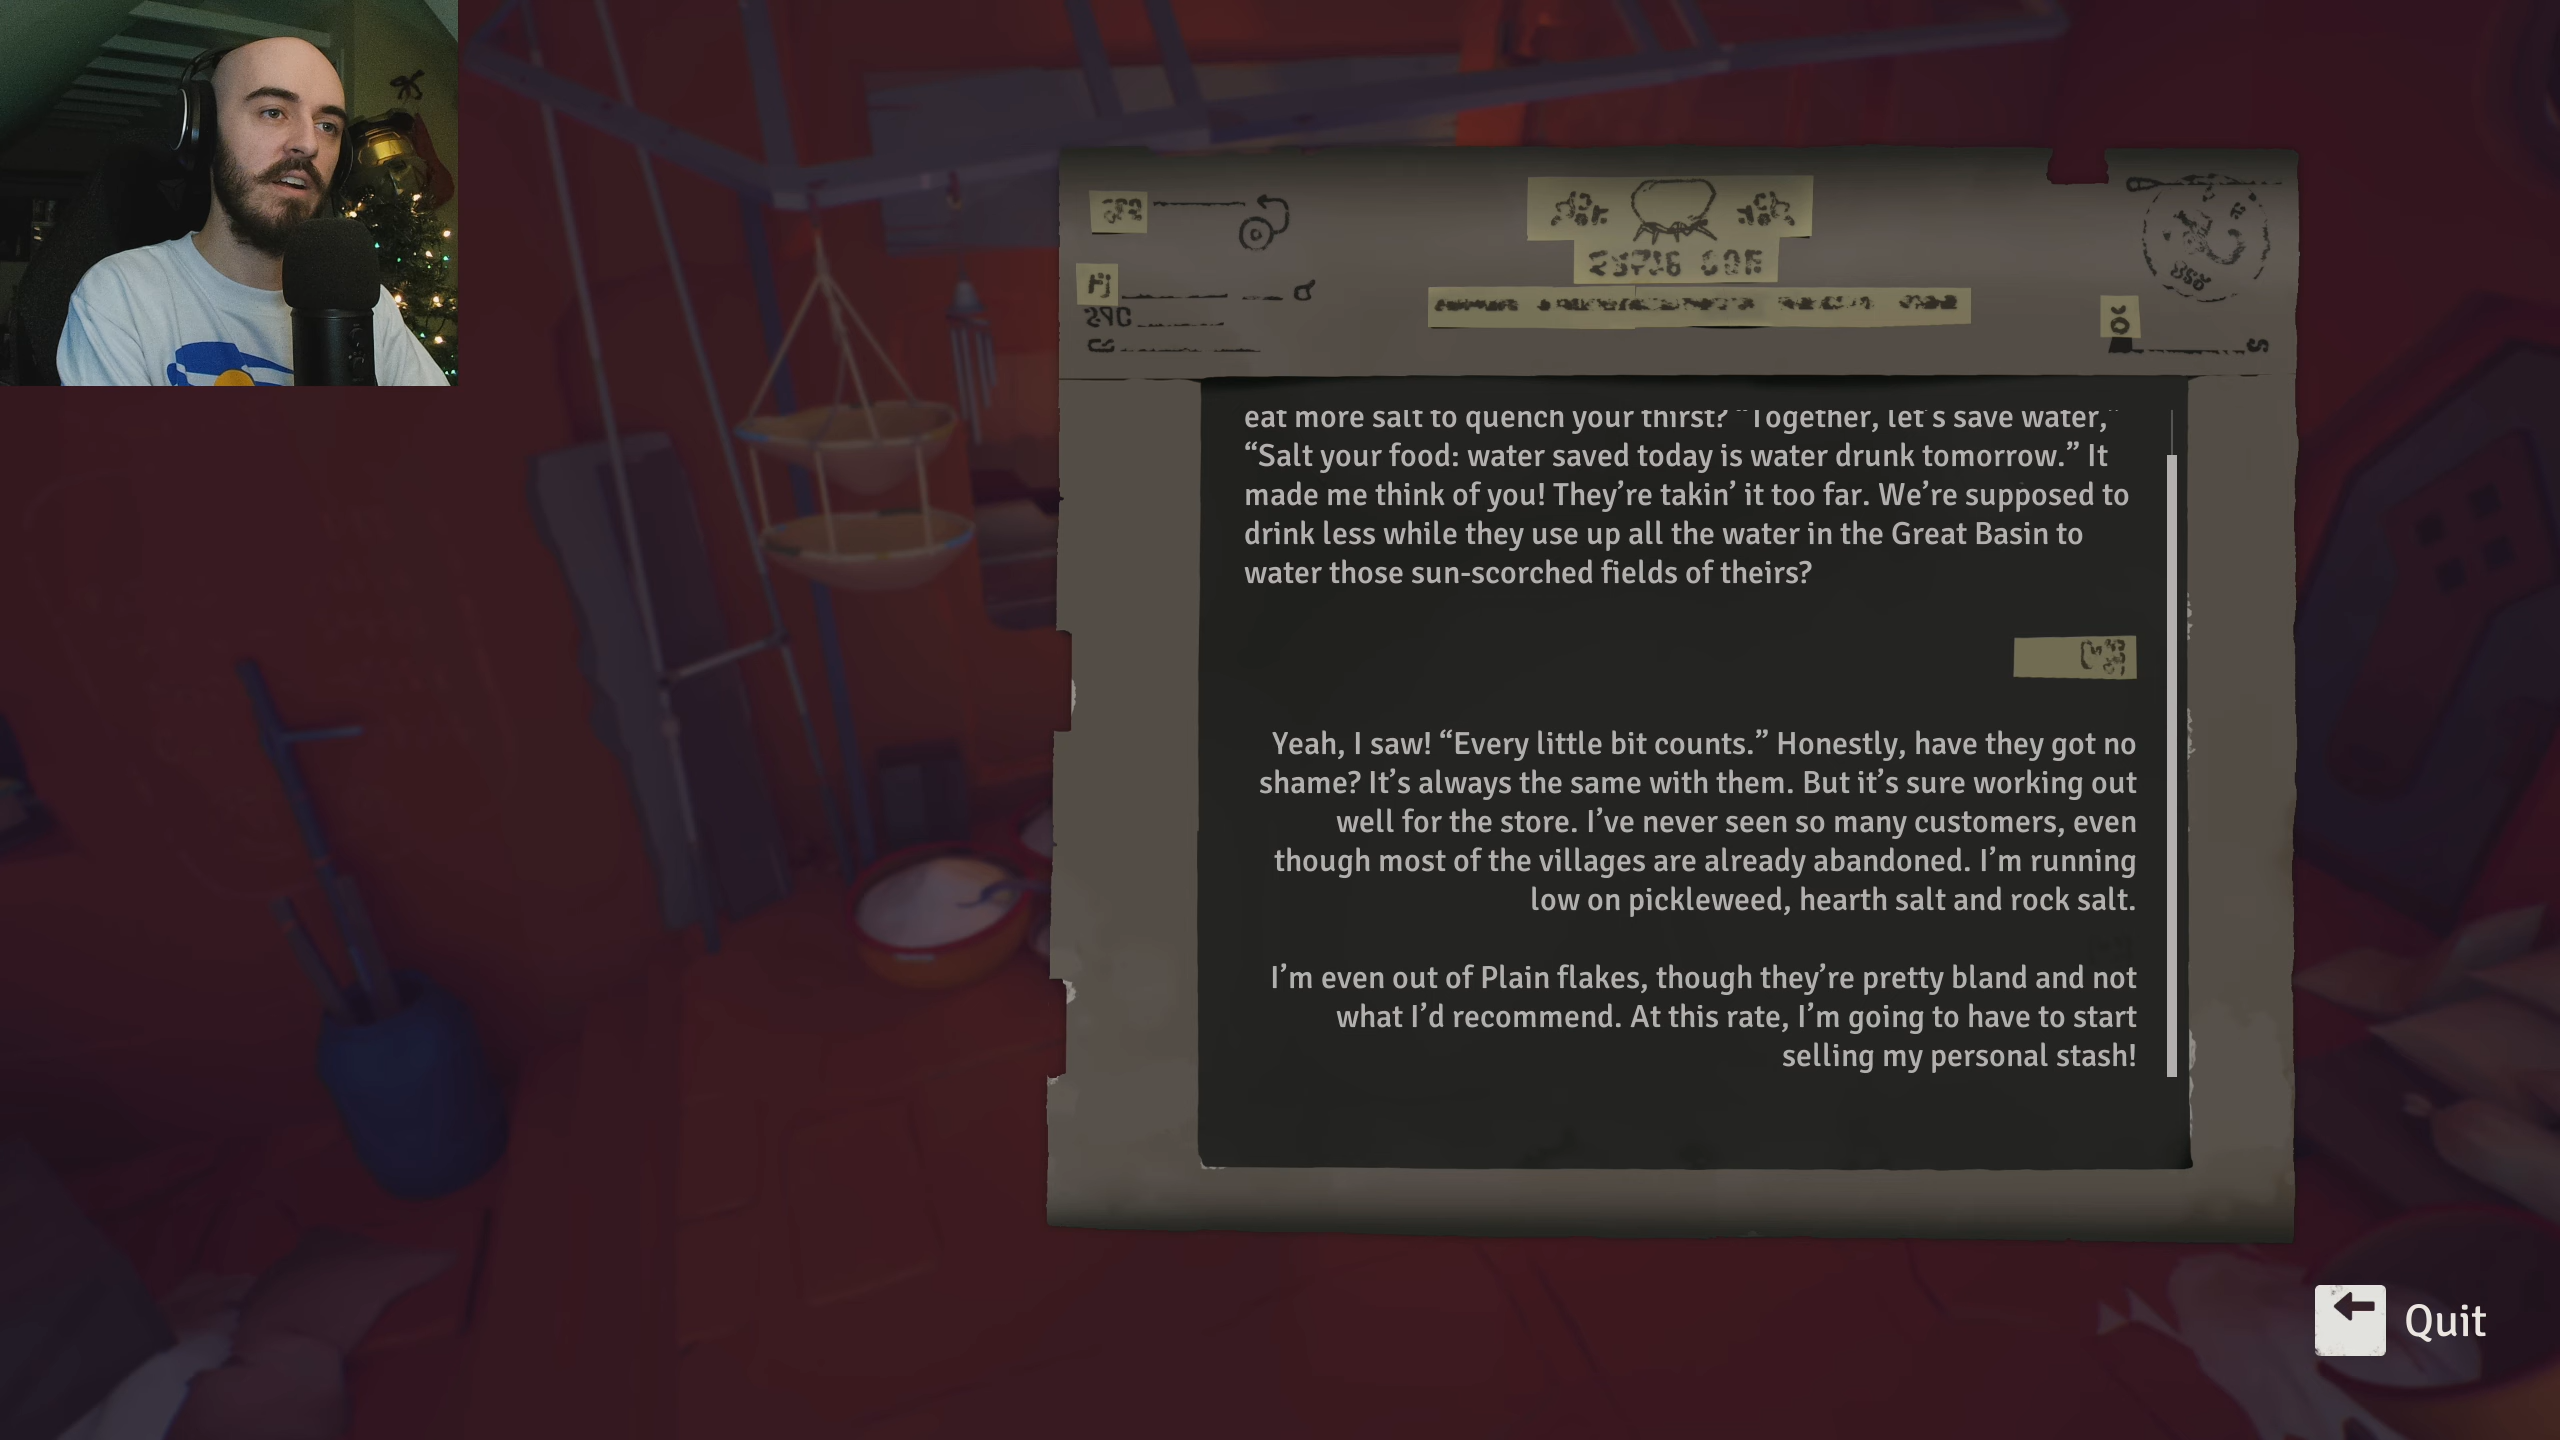 eat more salt to quench your thirst? “Together, let’s save water,”
“Salt your food: water saved today is water drunk tomorrow.” It
made me think of you! They’re takin’ it too far. We’re supposed to
drink less while they use up all the water in the Great Basin to
water those sun-scorched fields of theirs?
Yeah, I saw! “Every little bit counts.” Honestly, have they got no
shame? It’s always the same with them. But it’s sure working out
well for the store. I’ve never seen so many customers, even
though most of the villages are already abandoned. I’m running
low on pickleweed, hearth salt and rock salt.
I’m even out of Plain flakes, though they’re pretty bland and not
what I’d recommend. At this rate, I’m going to have to start
selling my personal stash!
Quit